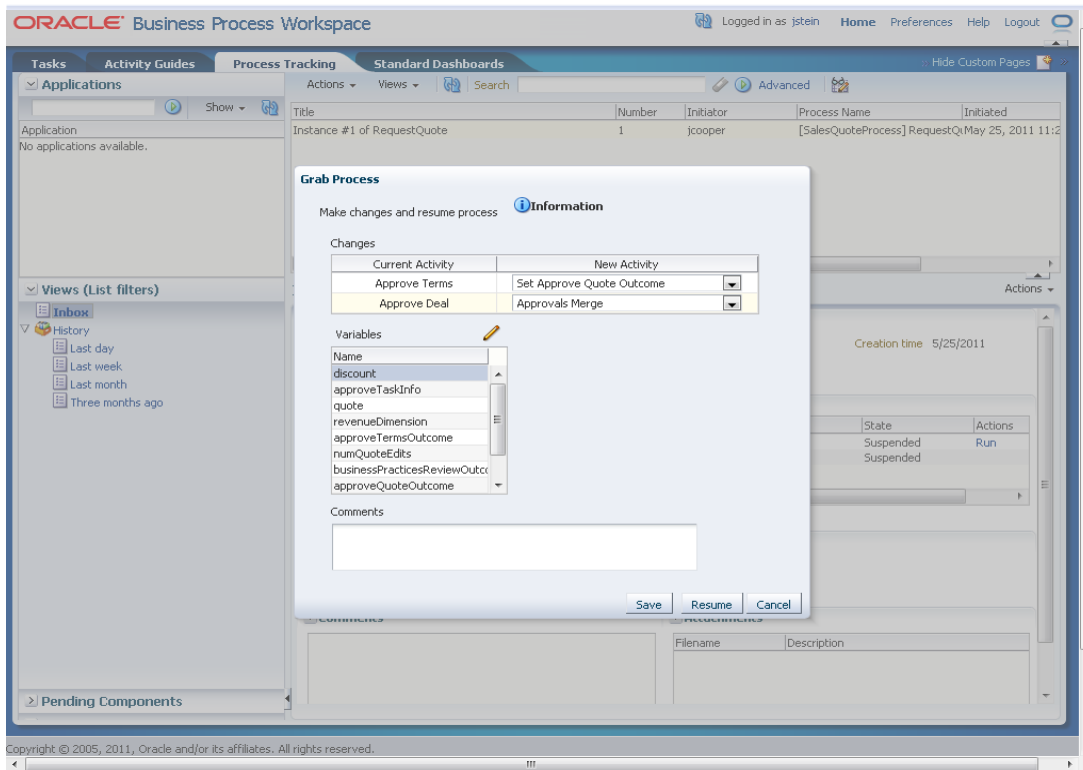 ORACLE Business Process Workspace
Logged in as jstein Home Preferences Help Logout
Tasks Activity Guides Process Tracking Standard Dashboards
Hide Custom Pages
Applications
Actions Views Search Advanced
Show
Title Number Initiator Process Name Initiated
Application
Instance #1 of RequestQuote 1 jcooper [SalesQuoteProcess] RequestQu May 25, 2011 11:2
No applications available.
Grab Process
Make changes and resume process
Information
Changes
Current Activity New Activity
Approve Terms Set Approve Quote Outcome
Approve Deal Approvals Merge
Views (List filters)
Actions
Inbox
History
Last day
Last week
Last month
Three months ago
Variables
Creation time 5/25/2011
Name
discount
approveTaskInfo
quote
revenueDimension
approveTermsOutcome
numQuoteEdits
businessPracticesReviewOutco
approveQuoteOutcome
State Actions
Suspended Run
Suspended
Comments
Save Resume Cancel
Comments
Attachments
Filename Description
Pending Components
Copyright © 2005, 2011, Oracle and/or its affiliates. All rights reserved.